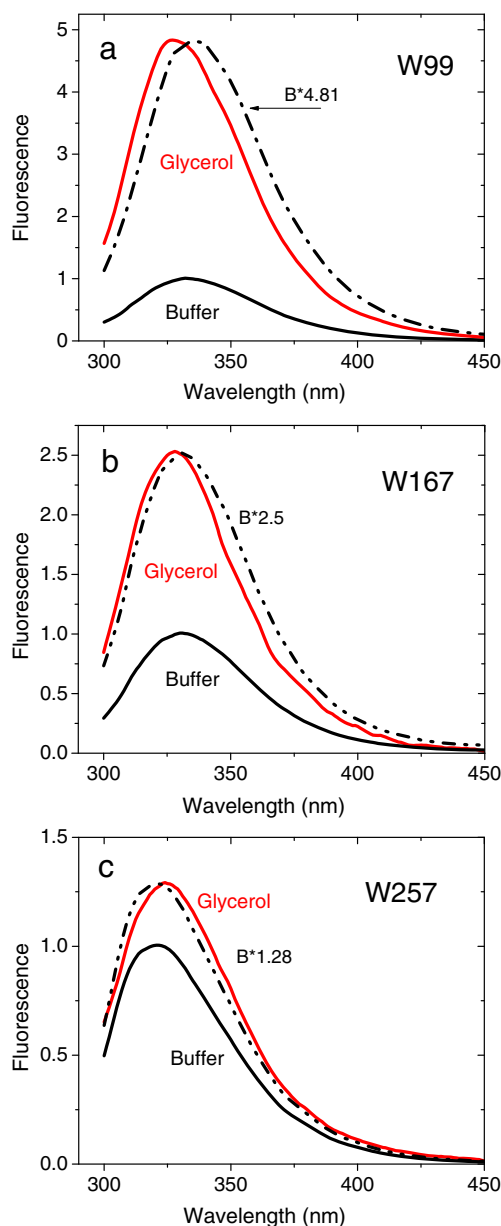 a
W99
B*4.81
Glycerol
Buffer
Fluorescence
5
4
3
2
1
0
300 350 400 450
Wavelength (nm)
b
W167
B*2.5
Glycerol
Buffer
Fluorescence
2.5
2.0
1.5
1.0
0.5
0.0
300 350 400 450
Wavelength (nm)
c
W257
Glycerol
B*1.28
Buffer
Fluorescence
1.5
1.0
0.5
0.0
300 350 400 450
Wavelength (nm)